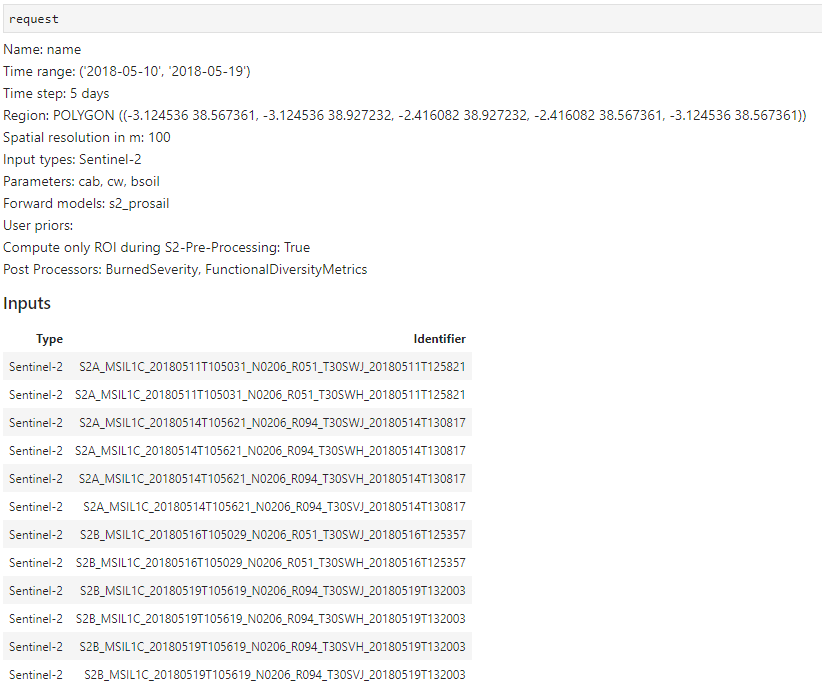 request
Name: name
Time range: ('2018-05-10', '2018-05-19')
Time step: 5 days
Region: POLYGON ((-3.124536 38.567361, -3.124536 38.927232, -2.416082 38.927232, -2.416082 38.567361, -3.124536 38.567361))
Spatial resolution in m: 100
Input types: Sentinel-2
Parameters: cab, cw, bsoil
Forward models: s2_prosail
User priors:
Compute only ROI during S2-Pre-Processing: True
Post Processors: BurnedSeverity, FunctionalDiversityMetrics
Inputs
Type Identifier
Sentinel-2 S2A_MSIL1C_20180511T105031_N0206_R051_T30SWJ_20180511T125821
Sentinel-2 S2A_MSIL1C_20180511T105031_N0206_R051_T30SWH_20180511T125821
Sentinel-2 S2A_MSIL1C_20180514T105621_N0206_R094_T30SWJ_20180514T130817
Sentinel-2 S2A_MSIL1C_20180514T105621_N0206_R094_T30SWH_20180514T130817
Sentinel-2 S2A_MSIL1C_20180514T105621_N0206_R094_T30SVH_20180514T130817
Sentinel-2 S2A_MSIL1C_20180514T105621_N0206_R094_T30SVJ_20180514T130817
Sentinel-2 S2B_MSIL1C_20180516T105029_N0206_R051_T30SWJ_20180516T125357
Sentinel-2 S2B_MSIL1C_20180516T105029_N0206_R051_T30SWH_20180516T125357
Sentinel-2 S2B_MSIL1C_20180519T105619_N0206_R094_T30SWJ_20180519T132003
Sentinel-2 S2B_MSIL1C_20180519T105619_N0206_R094_T30SWH_20180519T132003
Sentinel-2 S2B_MSIL1C_20180519T105619_N0206_R094_T30SVH_20180519T132003
Sentinel-2 S2B_MSIL1C_20180519T105619_N0206_R094_T30SVJ_20180519T132003